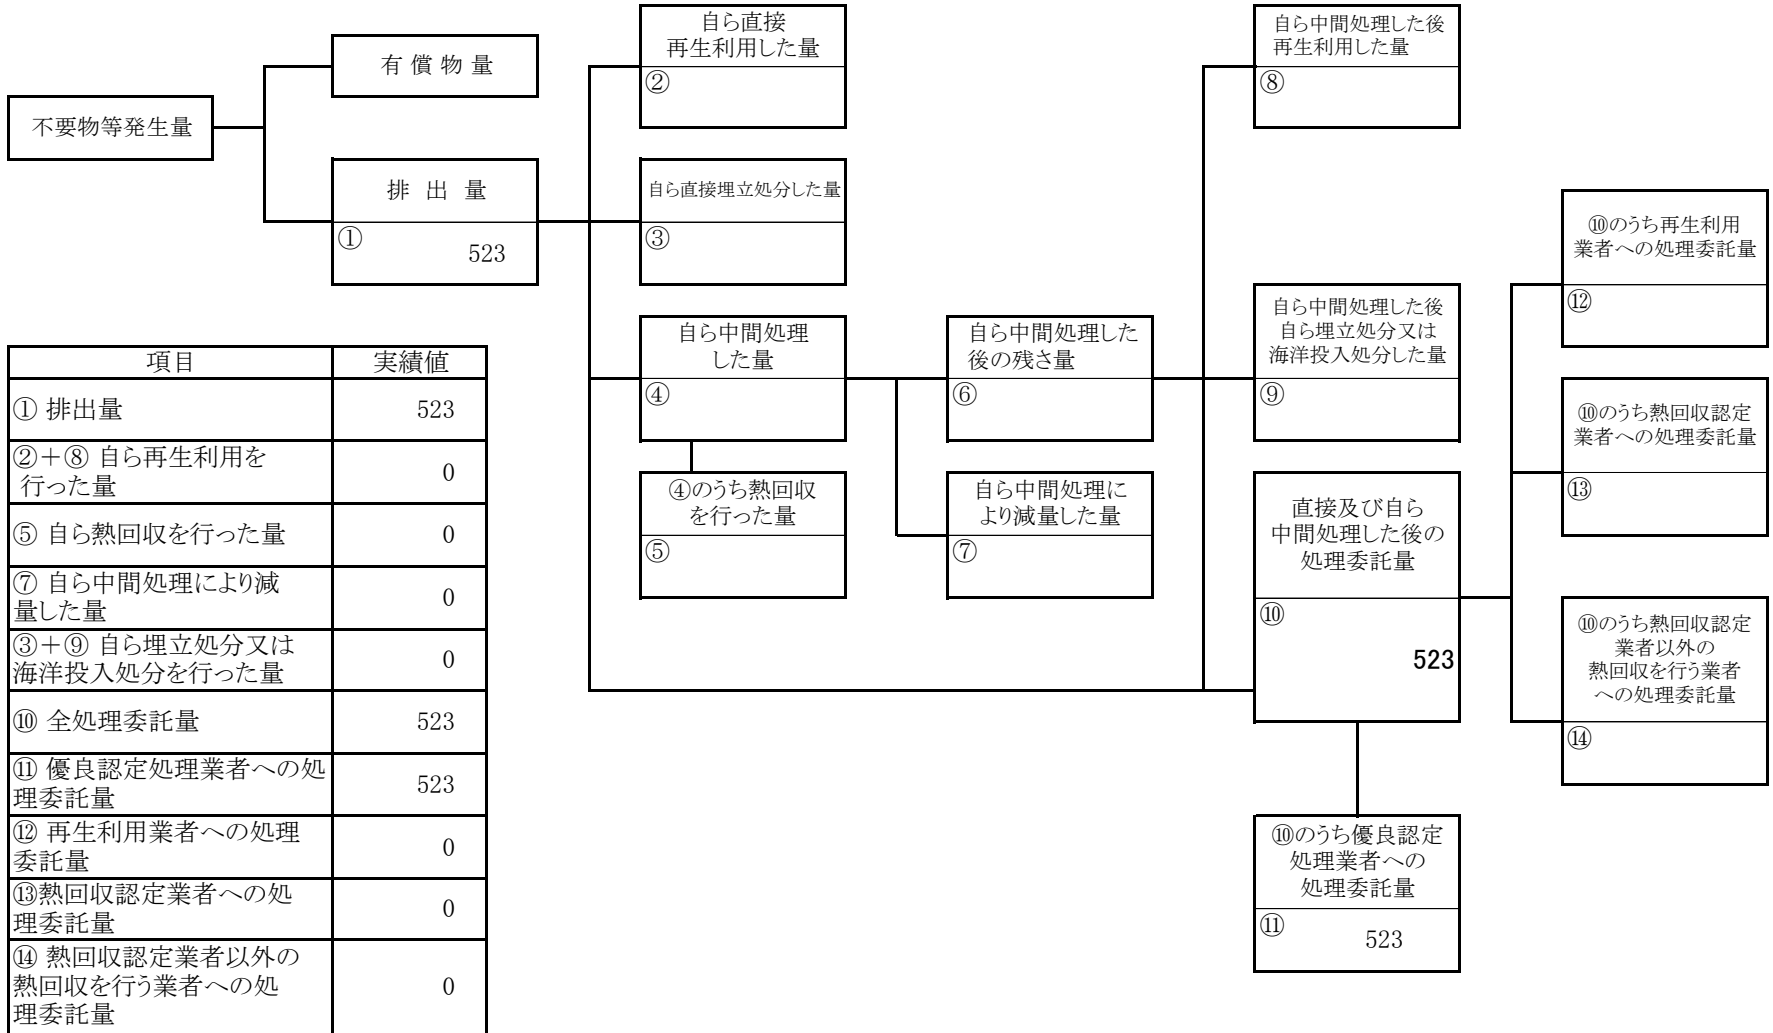 不要物等発生量
有 償 物 量
排 出 量
①
523
自ら直接
再生利用した量
②
自ら直接埋立処分した量
③
自ら中間処理
した量
④
④のうち熱回収
を行った量
⑤
自ら中間処理した
後の残さ量
⑥
自ら中間処理に
より減量した量
⑦
自ら中間処理した後
再生利用した量
⑧
自ら中間処理した後
自ら埋立処分又は
海洋投入処分した量
⑨
直接及び自ら
中間処理した後の
処理委託量
⑩
523
⑩のうち優良認定
処理業者への
処理委託量
⑪
523
⑩のうち再生利用
業者への処理委託量
⑫
⑩のうち熱回収認定
業者への処理委託量
⑬
⑩のうち熱回収認定
業者以外の
熱回収を行う業者
への処理委託量
⑭
項目 実績値
① 排出量 523
②+⑧ 自ら再生利用を
行った量 0
⑤ 自ら熱回収を行った量 0
⑦ 自ら中間処理により減
量した量 0
③+⑨ 自ら埋立処分又は
海洋投入処分を行った量 0
⑩ 全処理委託量 523
⑪ 優良認定処理業者への処
理委託量 523
⑫ 再生利用業者への処理
委託量 0
⑬熱回収認定業者への処
理委託量 0
⑭ 熱回収認定業者以外の
熱回収を行う業者への処
理委託量 0